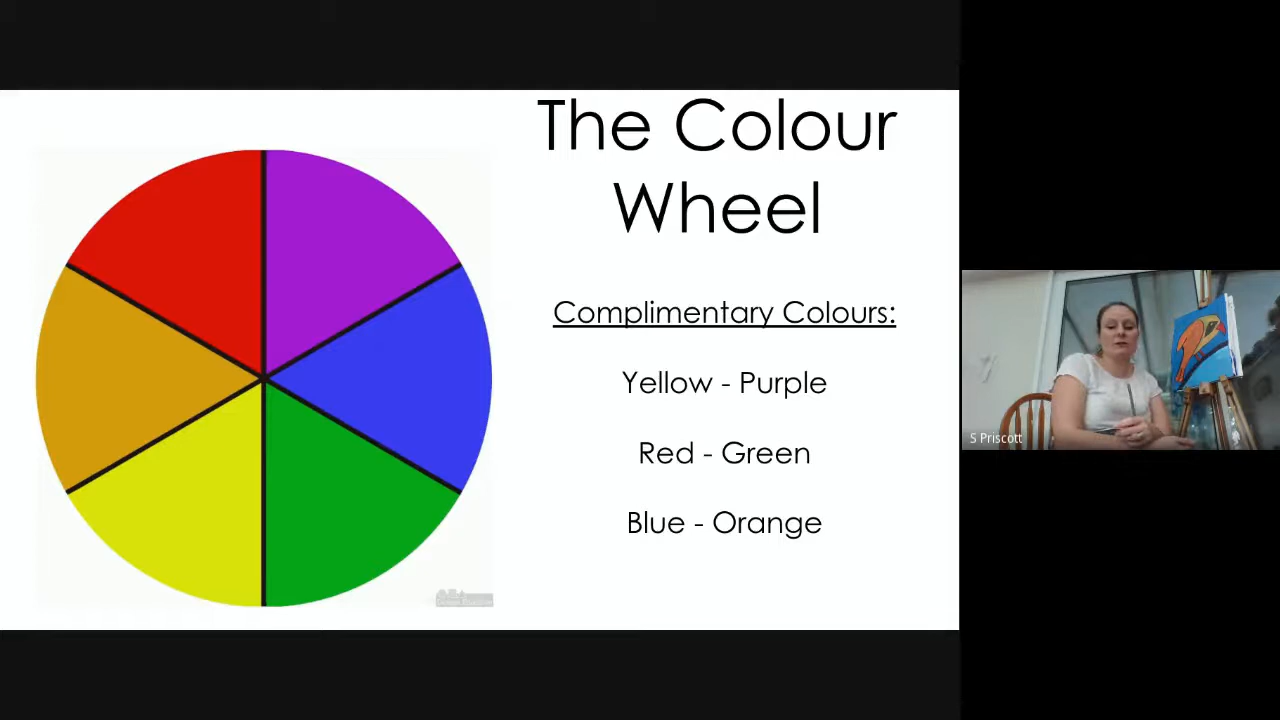 The Colour
Wheel
Complimentary Colours:
Yellow - Purple
Red - Green
Blue - Orange
S Priscott